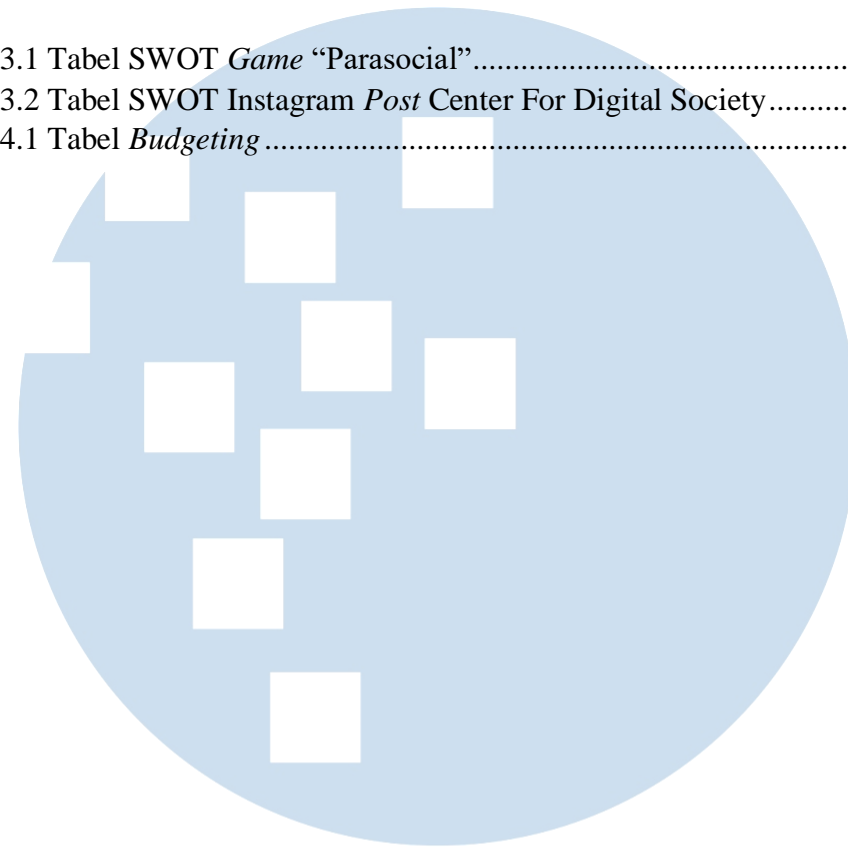 3.1 Tabel SWOT Game “Parasocial”................................................
3.2 Tabel SWOT Instagram Post Center For Digital Society..........
4.1 Tabel Budgeting..........................................................................